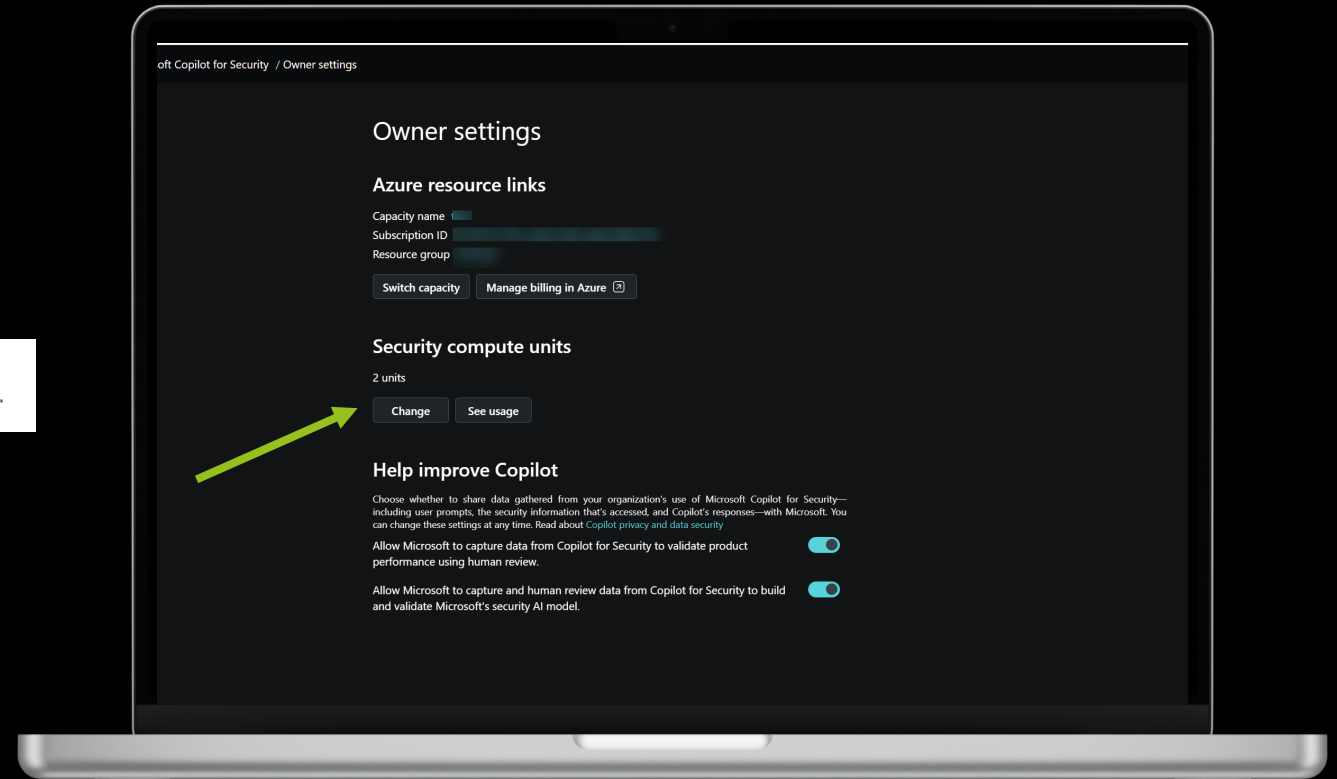 oft Copilot for Security / Owner settings
Owner settings
Azure resource links
Capacity name
Subscription ID
Resource group
Switch capacity
Manage billing in Azure
Security compute units
2 units
Change
See usage
Help improve Copilot
Choose whether to share data gathered from your organization's use of Microsoft Copilot for Security—
including user prompts, the security information that's accessed, and Copilot's responses—with Microsoft. You
can change these settings at any time. Read about Copilot privacy and data security
Allow Microsoft to capture data from Copilot for Security to validate product
performance using human review.
Allow Microsoft to capture and human review data from Copilot for Security to build
and validate Microsoft's security AI model.